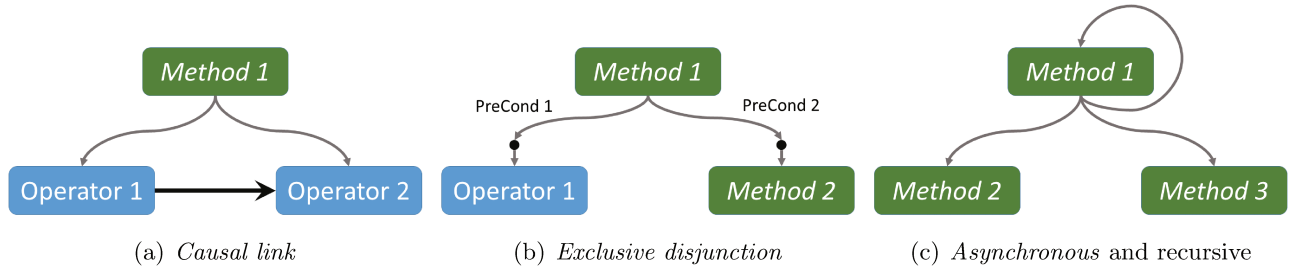 Method 1
Operator 1
Operator 2
(a) Causal link
Method 1
PreCond 1
PreCond 2
Operator 1
Method 2
(b) Exclusive disjunction
Method 1
Method 2
Method 3
(c) Asynchronous and recursive